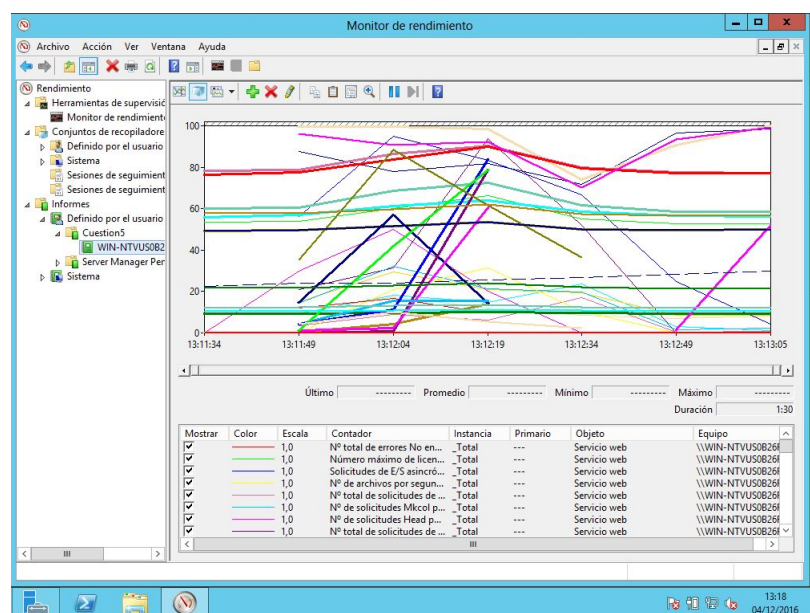 Monitor de rendimiento
Archivo Acción Ver Ventana Ayuda
Rendimiento
Herramientas de supervisió
Monitor de rendimiento
Conjuntos de recopiladore
Definido por el usuario
Sistema
Sesiones de seguimient
Sesiones de seguimient
Informes
Definido por el usuario
Cuestion5
WIN-NTVUS0B2
Server Manager Per
Sistema
100
80
60
40
20
0
13:11:34 13:11:49 13:12:04 13:12:19 13:12:34 13:12:49 13:13:05
Último --------- Promedio --------- Mínimo --------- Máximo ---------
Duración 1:30
Mostrar Color Escala Contador Instancia Primario Objeto Equipo
1,0 Nº total de errores No en... _Total --- Servicio web \\WIN-NTVUS0B26F
1,0 Número máximo de licen... _Total --- Servicio web \\WIN-NTVUS0B26F
1,0 Solicitudes de E/S asincró... _Total --- Servicio web \\WIN-NTVUS0B26F
1,0 Nº de archivos por segun... _Total --- Servicio web \\WIN-NTVUS0B26F
1,0 Nº total de solicitudes de ... _Total --- Servicio web \\WIN-NTVUS0B26F
1,0 Nº de solicitudes Mkcol p... _Total --- Servicio web \\WIN-NTVUS0B26F
1,0 Nº de solicitudes Head p... _Total --- Servicio web \\WIN-NTVUS0B26F
1,0 Nº total de solicitudes de ... _Total --- Servicio web \\WIN-NTVUS0B26F
13:18
04/12/2016